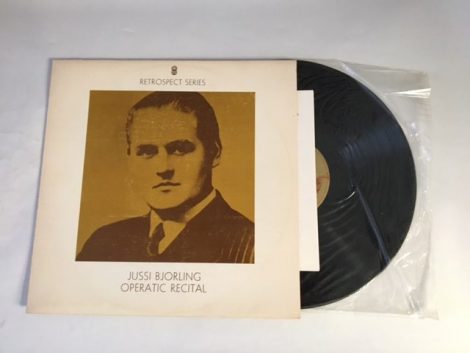 RETROSPECT SERIES
JUSSI BJORLING
OPERATIC RECITAL